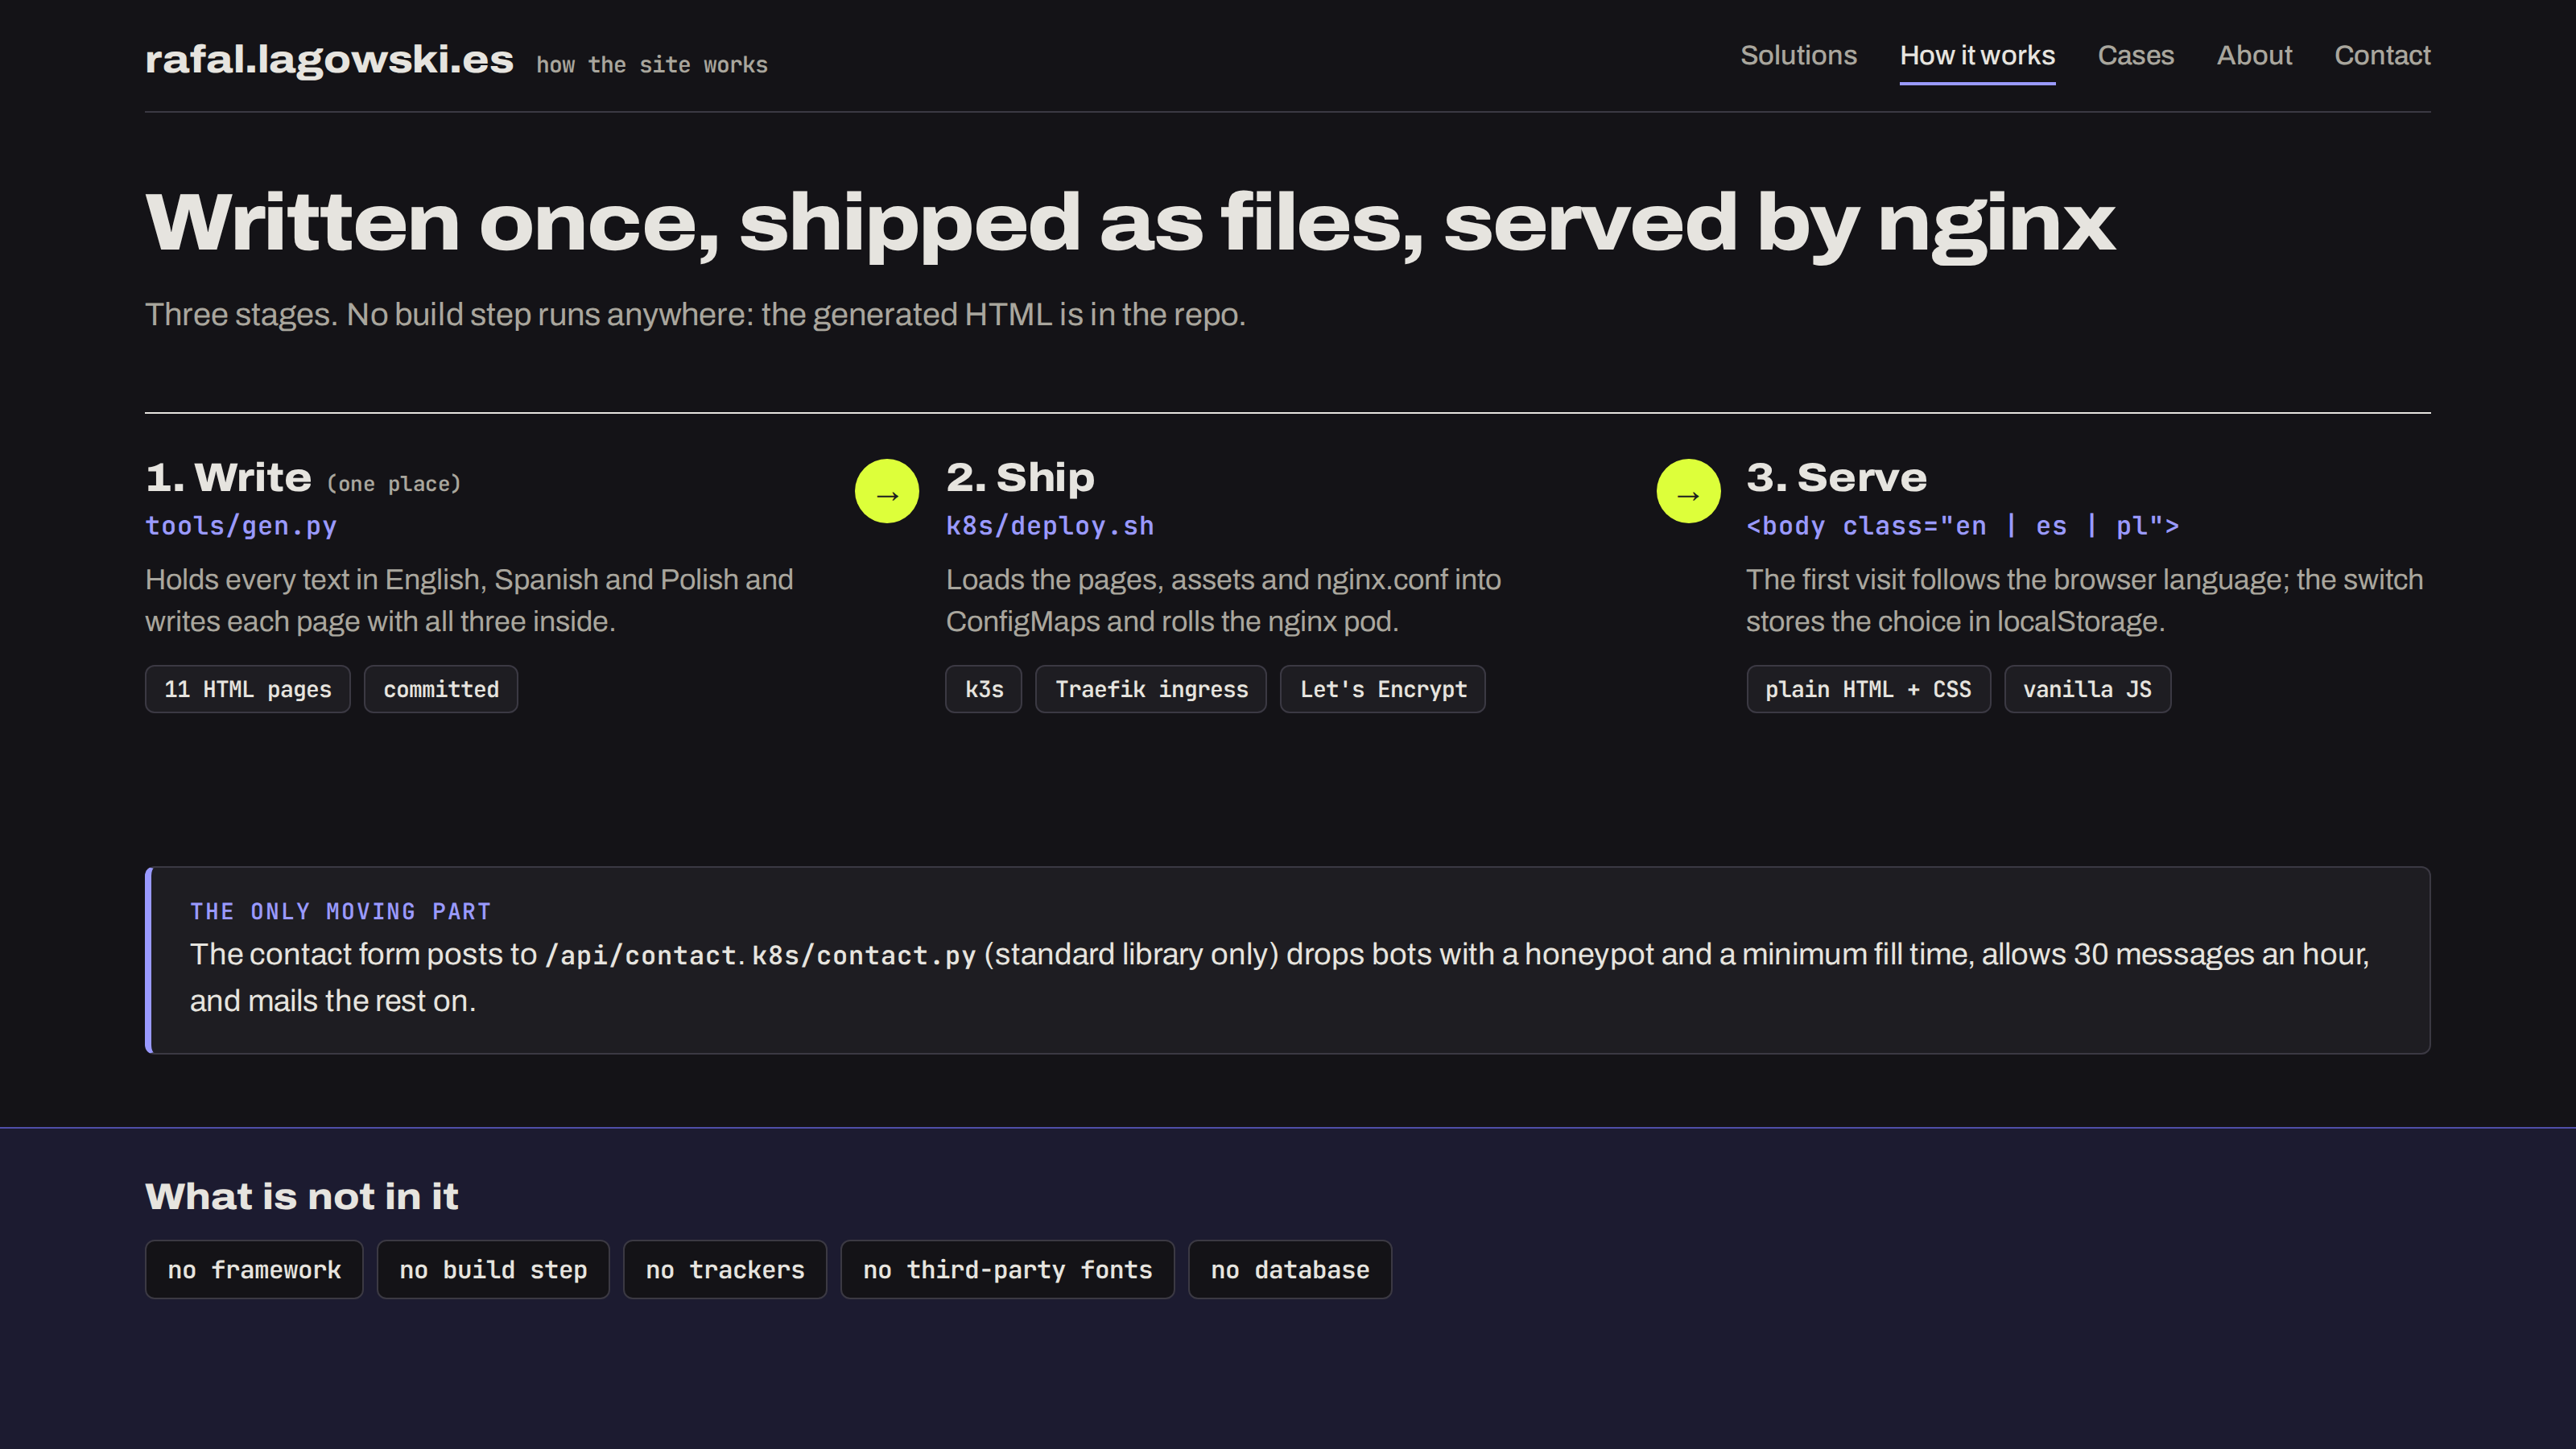 rafal.lagowski.es how the site works
Solutions How it works Cases About Contact
Written once, shipped as files, served by nginx
Three stages. No build step runs anywhere: the generated HTML is in the repo.
1. Write (one place)
tools/gen.py
Holds every text in English, Spanish and Polish and
writes each page with all three inside.
11 HTML pages committed
→
2. Ship
k8s/deploy.sh
Loads the pages, assets and nginx.conf into
ConfigMaps and rolls the nginx pod.
k3s Traefik ingress Let's Encrypt
→
3. Serve
<body class="en | es | pl">
The first visit follows the browser language; the switch
stores the choice in localStorage.
plain HTML + CSS vanilla JS
THE ONLY MOVING PART
The contact form posts to /api/contact. k8s/contact.py (standard library only) drops bots with a honeypot and a minimum fill time, allows 30 messages an hour,
and mails the rest on.
What is not in it
no framework no build step no trackers no third-party fonts no database